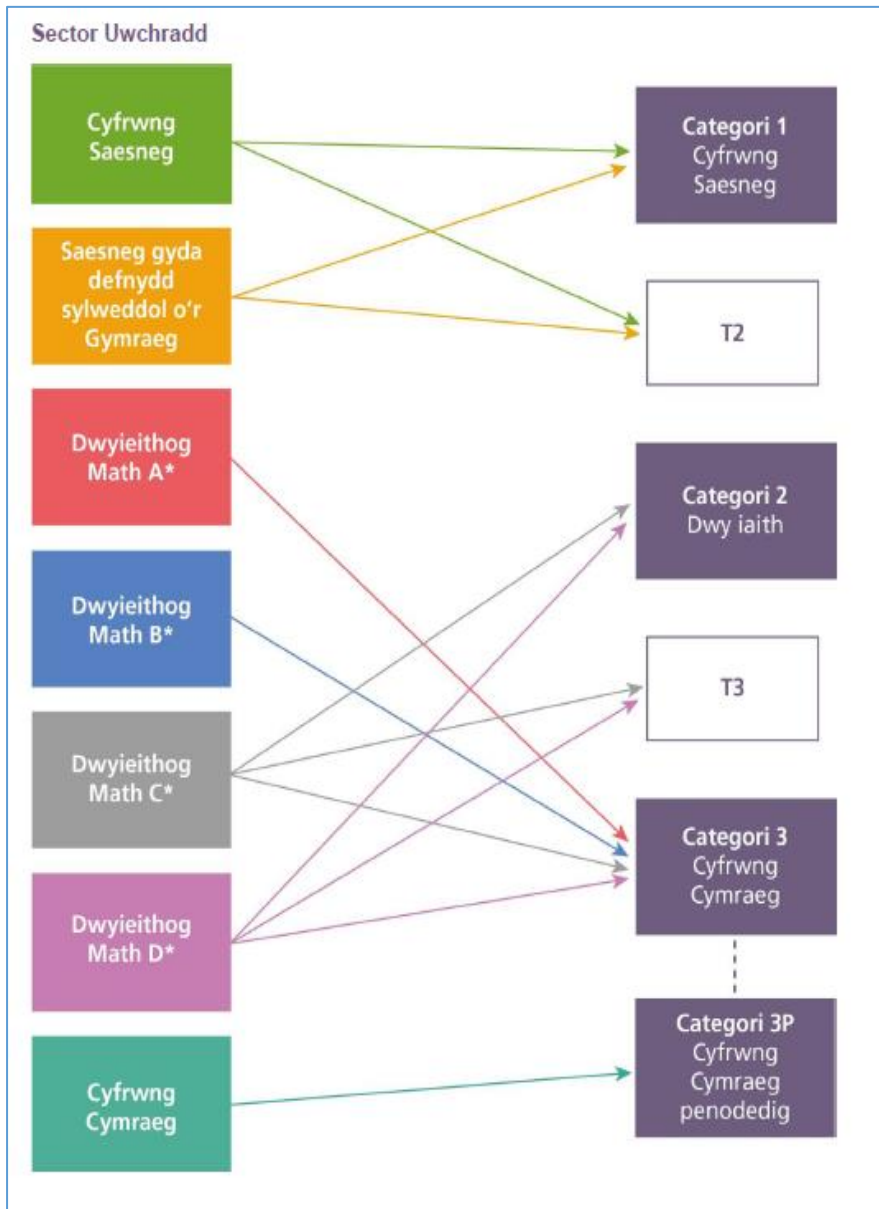 Sector Uwchradd
Cyfrwng
Saesneg
Saesneg gyda
defnydd
sylweddol o'r
Gymraeg
Dwyieithog
Math A*
Dwyieithog
Math B*
Dwyieithog
Math C*
Dwyieithog
Math D*
Cyfrwng
Cymraeg
Categori 1
Cyfrwng
Saesneg
T2
Categori 2
Dwy iaith
T3
Categori 3
Cyfrwng
Cymraeg
Categori 3P
Cyfrwng
Cymraeg
penodedig